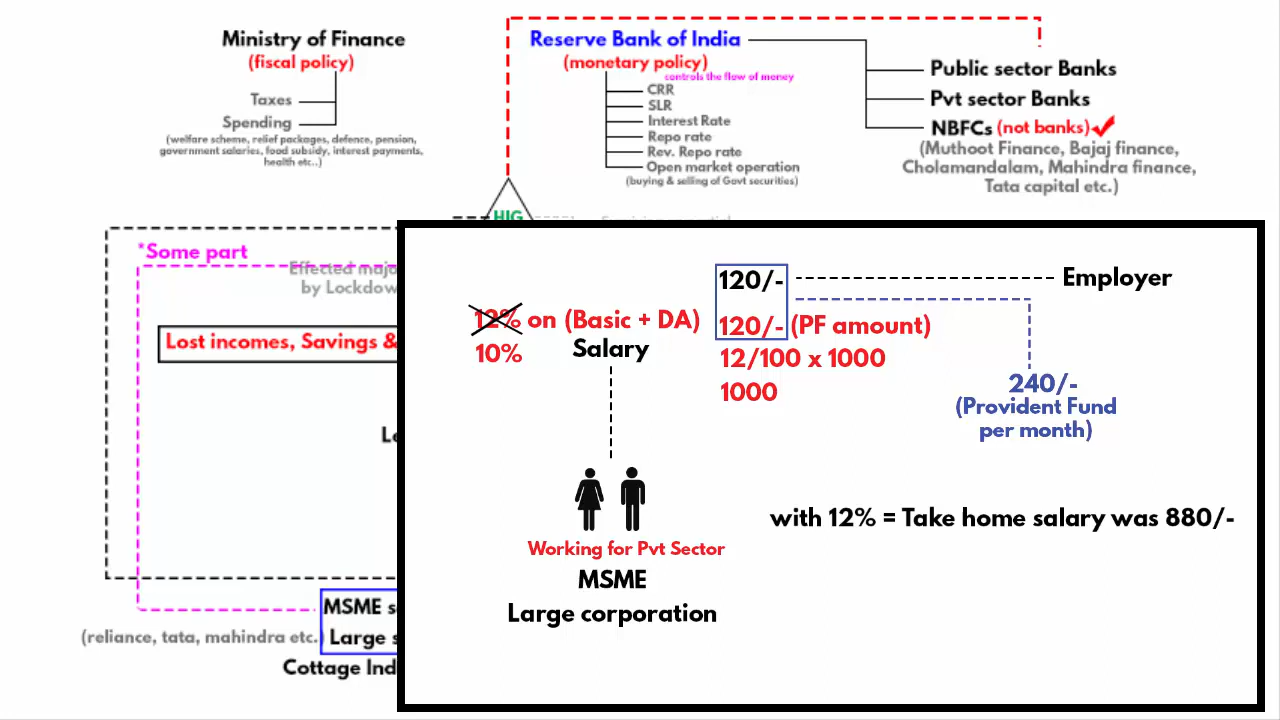 Ministry of Finance
(fiscal policy)
Taxes
Spending
(welfare scheme, relief packages, defence, pension,
government salaries, food subsidy, interest payments,
health etc..)
Reserve Bank of India
(monetary policy)
controls the flow of money
CRR
SLR
Interest Rate
Repo rate
Rev. Repo rate
Open market operation
(buying & selling of Govt securities)
Public sector Banks
Pvt sector Banks
NBFCs (not banks)
(Muthoot Finance, Bajaj finance,
Cholamandalam, Mahindra finance,
Tata capital etc.)
HIG
*Some part
Effected majo
by Lockdow
Lost incomes, Savings &
Le
MSME s
(reliance, tata, mahindra etc.) Large s
Cottage Ind
120/- Employer
12% on (Basic + DA) 120/- (PF amount)
10% Salary 12/100 x 1000
1000
240/-
(Provident Fund
per month)
with 12% = Take home salary was 880/-
Working for Pvt Sector
MSME
Large corporation